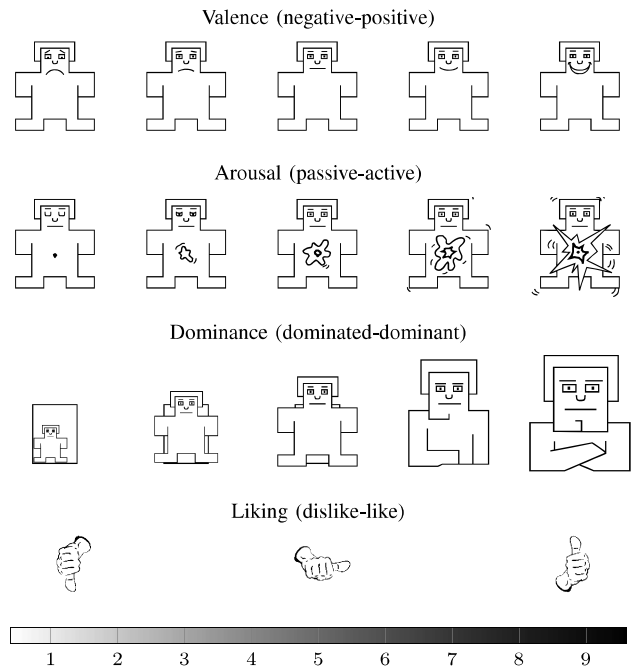 Valence (negative-positive)
Arousal (passive-active)
Dominance (dominated-dominant)
Liking (dislike-like)
1 2 3 4 5 6 7 8 9